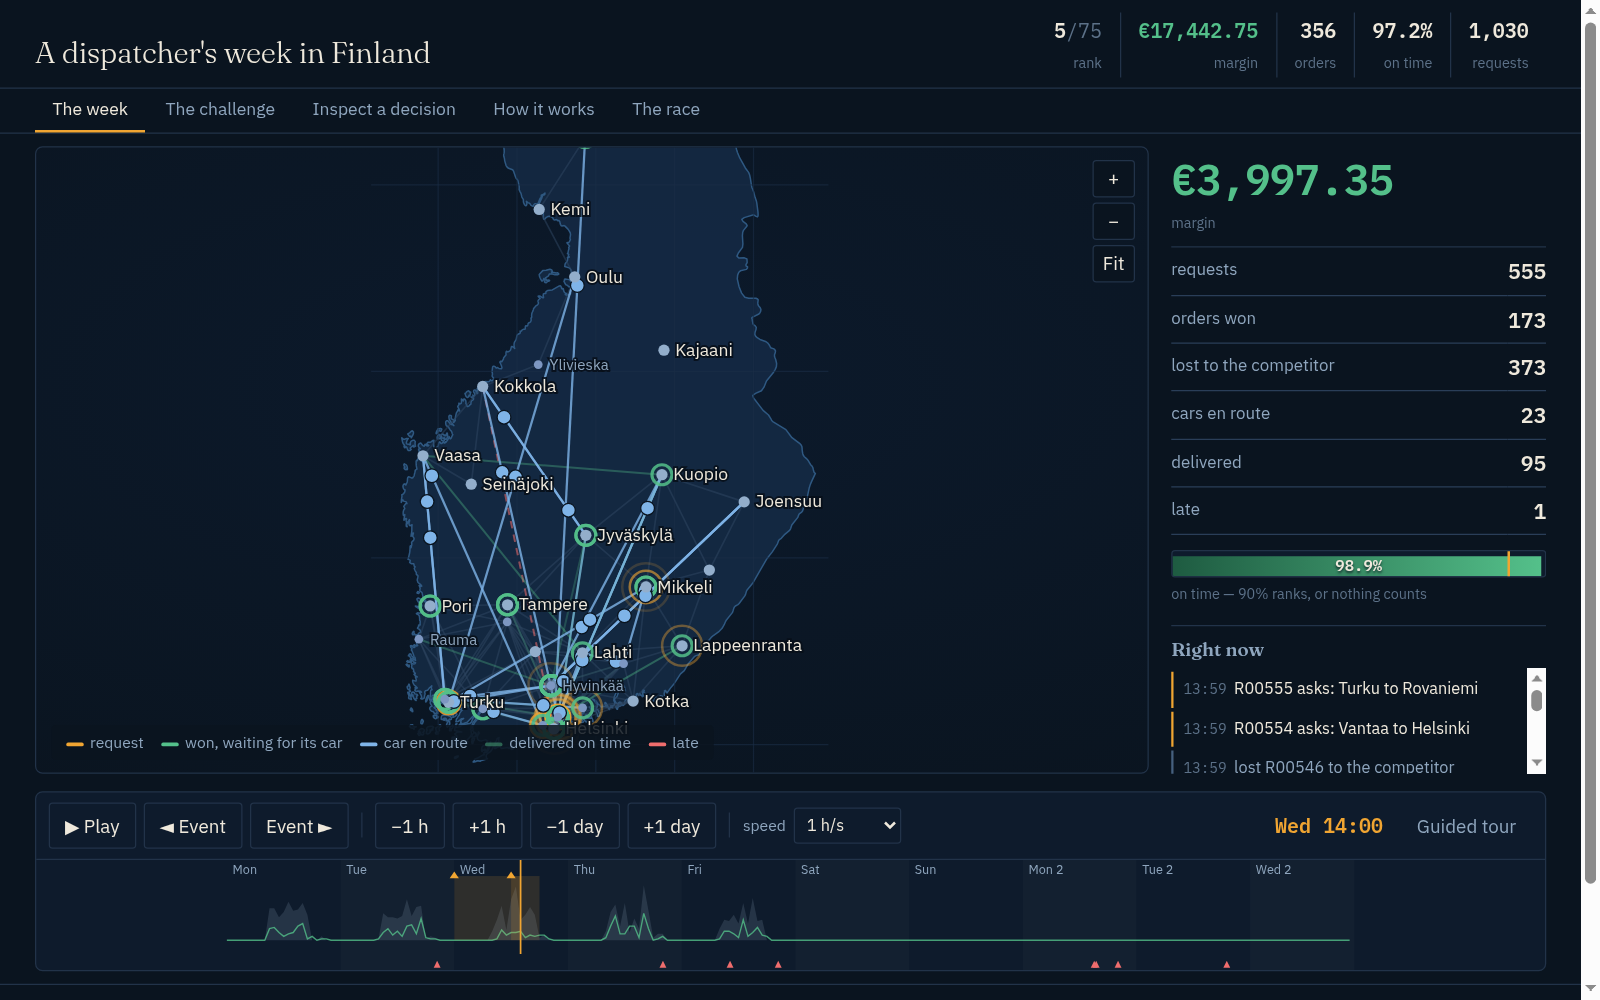 A dispatcher's week in Finland
5/75
rank
€17,442.75
margin
356
orders
97.2%
on time
1,030
requests
The week
The challenge
Inspect a decision
How it works
The race
+
−
Fit
Kemi
Oulu
Kajaani
Ylivieska
Kokkola
Vaasa
Seinäjoki
Kuopio
Joensuu
Jyväskylä
Mikkeli
Pori
Tampere
Rauma
Lahti
Lappeenranta
Hyvinkää
Turku
Kotka
Helsinki
request
won, waiting for its car
car en route
delivered on time
late
€3,997.35
margin
requests 555
orders won 173
lost to the competitor 373
cars en route 23
delivered 95
late 1
98.9%
on time — 90% ranks, or nothing counts
Right now
13:59 R00555 asks: Turku to Rovaniemi
13:59 R00554 asks: Vantaa to Helsinki
13:59 lost R00546 to the competitor
▶ Play
◄ Event
Event ►
−1 h
+1 h
−1 day
+1 day
speed
1 h/s
Wed 14:00
Guided tour
Mon
Tue
Wed
Thu
Fri
Sat
Sun
Mon 2
Tue 2
Wed 2